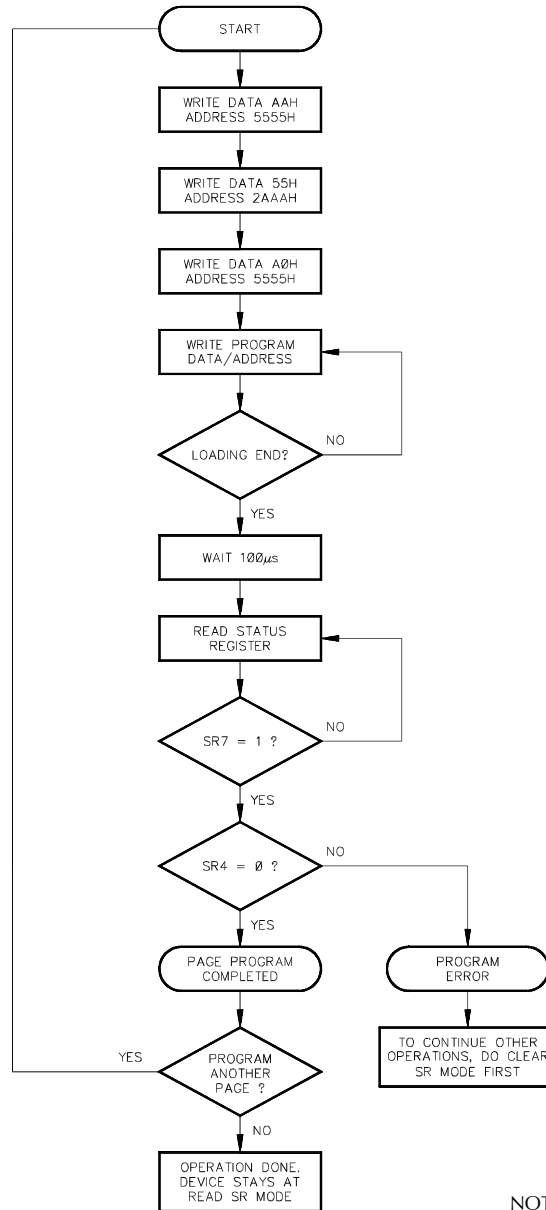 START
WRITE DATA AAH
ADDRESS 5555H
WRITE DATA 55H
ADDRESS 2AAAH
WRITE DATA A0H
ADDRESS 5555H
WRITE PROGRAM
DATA/ADDRESS
LOADING END?
NO
YES
WAIT 100μs
READ STATUS
REGISTER
SR7 = 1 ?
NO
YES
SR4 = 0 ?
NO
YES
PAGE PROGRAM
COMPLETED
PROGRAM
ERROR
YES
PROGRAM
ANOTHER
PAGE ?
TO CONTINUE OTHER
OPERATIONS, DO CLEAR
SR MODE FIRST
NO
OPERATION DONE,
DEVICE STAYS AT
READ SR MODE
NOT